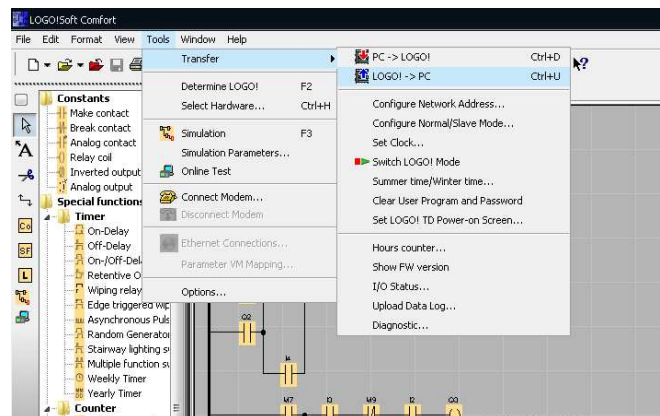 LOGO!Soft Comfort
File Edit Format View Tools Window Help
Constants
Make contact
Break contact
Analog contact
Relay coil
Inverted output
Analog output
Special functions
Timer
On-Delay
Off-Delay
On-/Off-Del
Retentive O
Wiping relay
Edge triggered wip
Asynchronous Puls
Random Generator
Stairway lighting s
Multiple function s
Weekly Timer
Yearly Timer
Counter
A
Co
SF
L
Transfer
Determine LOGO! F2
Select Hardware... Ctrl+H
Simulation F3
Simulation Parameters...
Online Test
Connect Modem...
Disconnect Modem
Ethernet Connections...
Parameter VM Mapping...
Options...
PC -> LOGO! Ctrl+D
LOGO! -> PC Ctrl+U
Configure Network Address...
Configure Normal/Slave Mode...
Set Clock...
Switch LOGO! Mode
Summer time/Winter time...
Clear User Program and Password
Set LOGO! TD Power-on Screen...
Hours counter...
Show FW version
I/O Status...
Upload Data Log...
Diagnostic...
Q2
M7 I3 M9 I2 Q3